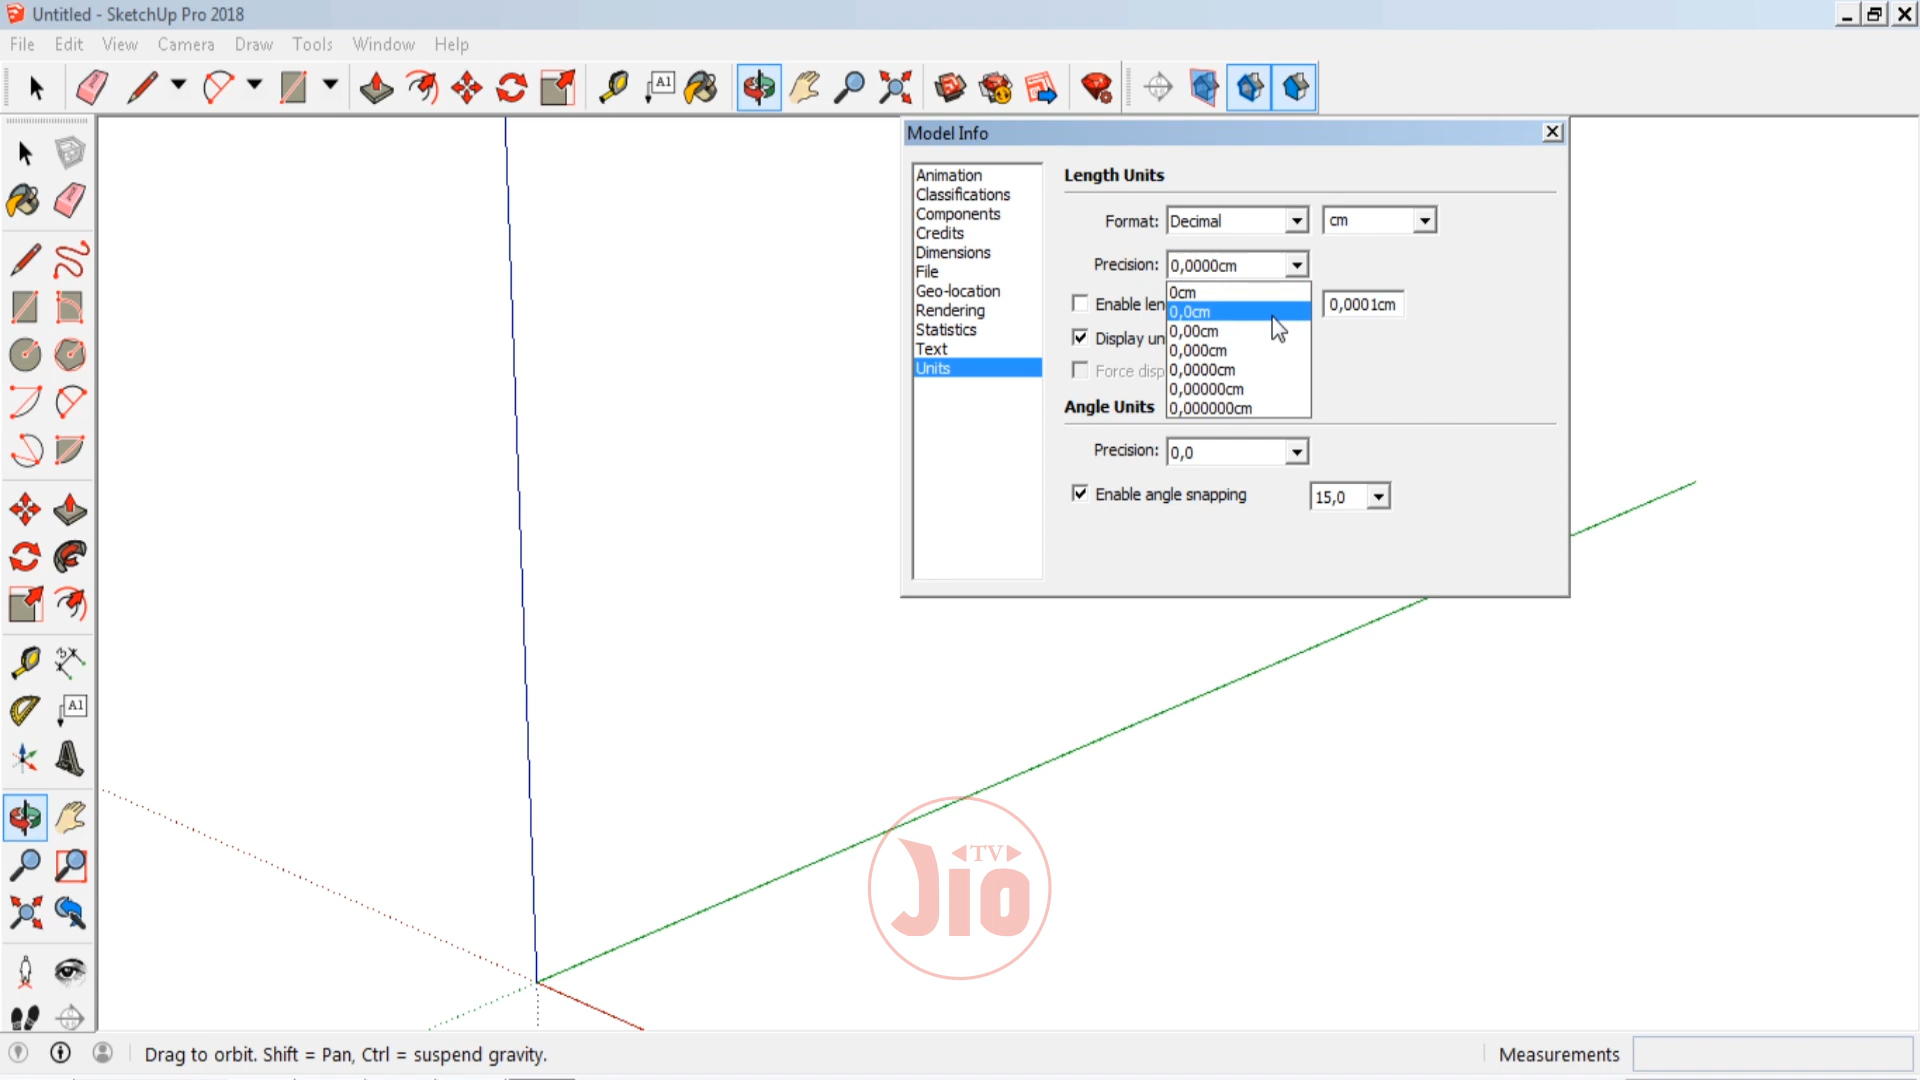 Untitled - SketchUp Pro 2018
File Edit View Camera Draw Tools Window Help
A1
Model Info
Animation
Classifications
Components
Credits
Dimensions
File
Geo-location
Rendering
Statistics
Text
Units
Length Units
Format: Decimal cm
Precision: 0,0000cm
0cm
0,0cm
0,00cm
0,000cm
0,0000cm
0,00000cm
0,000000cm
Enable len 0,0001cm
Display un
Force disp
Angle Units
Precision: 0,0
Enable angle snapping 15,0
A1
TV
Jio
Drag to orbit. Shift = Pan, Ctrl = suspend gravity.
Measurements